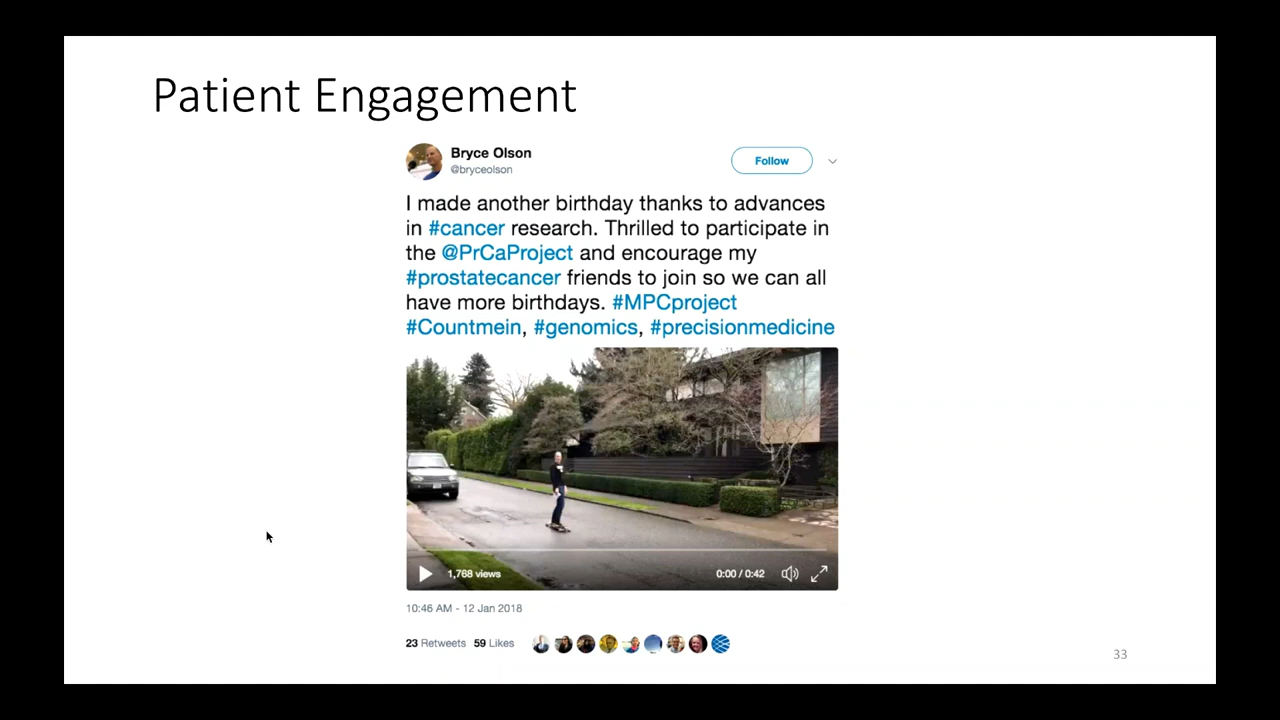 Patient Engagement
Bryce Olson
@bryceolson
Follow
I made another birthday thanks to advances
in #cancer research. Thrilled to participate in
the @PrCaProject and encourage my
#prostatecancer friends to join so we can all
have more birthdays. #MPCproject
#Countmein, #genomics, #precisionmedicine
1,768 views
0:00 / 0:42
10:46 AM - 12 Jan 2018
23 Retweets 59 Likes
33